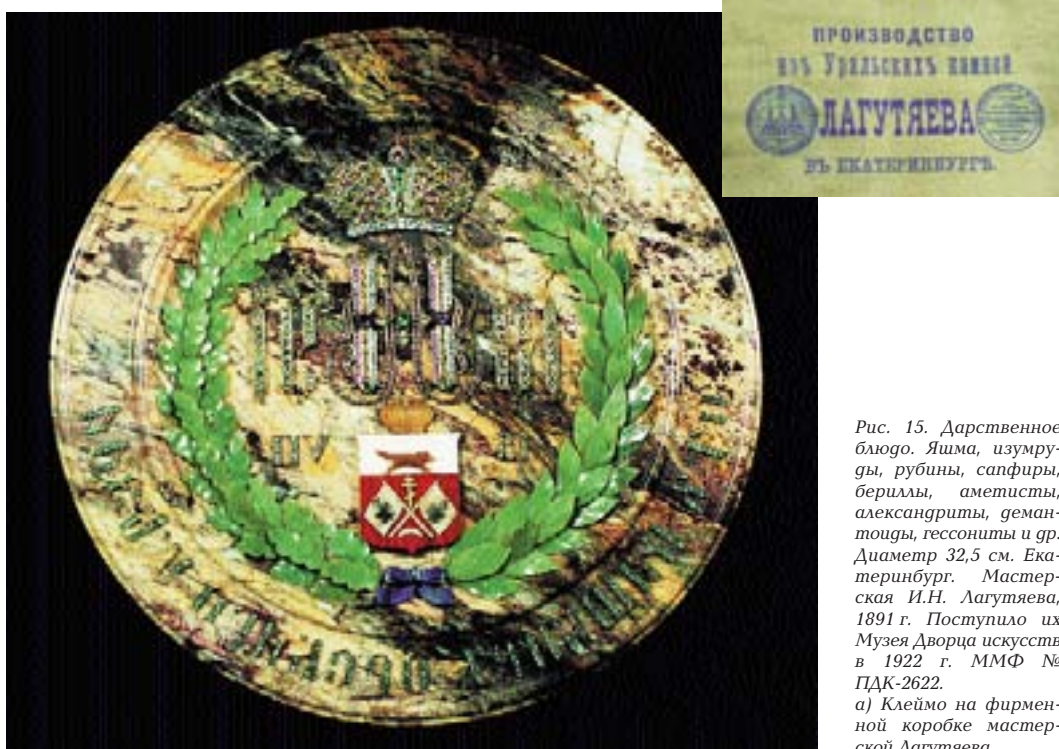 ПРОИЗВОДСТВО
изъ Уральскихъ камней
ЛАГУТЯЕВА
ВЪ ЕКАТЕРИНБУРГѢ.
Рис. 15. Дарственное
блюдо. Яшма, изумру-
ды, рубины, сапфиры,
бериллы, аметисты,
александриты, деман-
тоиды, гессониты и др.
Диаметр 32,5 см. Ека-
теринбург. Мастер-
ская И.Н. Лагутяева,
1891 г. Поступило их
Музея Дворца искусств
в 1922 г. ММФ №
ПДК-2622.
а) Клеймо на фирмен-
ной коробке мастер-
ской Лагутяева